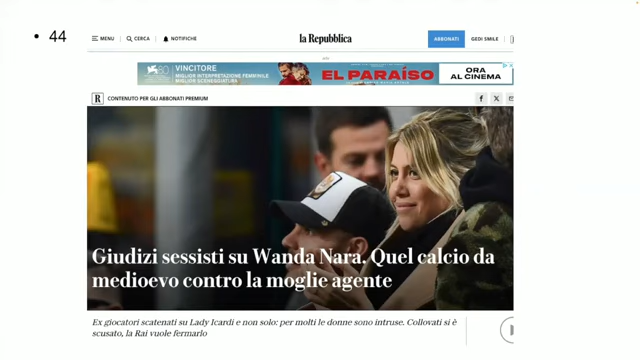 • 44
MENU
CERCA
NOTIFICHE
la Repubblica
ABBONATI
GEDI SMILE
80
VINCITORE
MIGLIOR INTERPRETAZIONE FEMMINILE
MIGLIOR SCENEGGIATURA
EL PARAÍSO
ORA
AL CINEMA
R
CONTENUTO PER GLI ABBONATI PREMIUM
Giudizi sessisti su Wanda Nara. Quel calcio da
medioevo contro la moglie agente
Ex giocatori scatenati su Lady Icardi e non solo: per molti le donne sono intruse. Collovati si è
scusato, la Rai vuole fermarlo